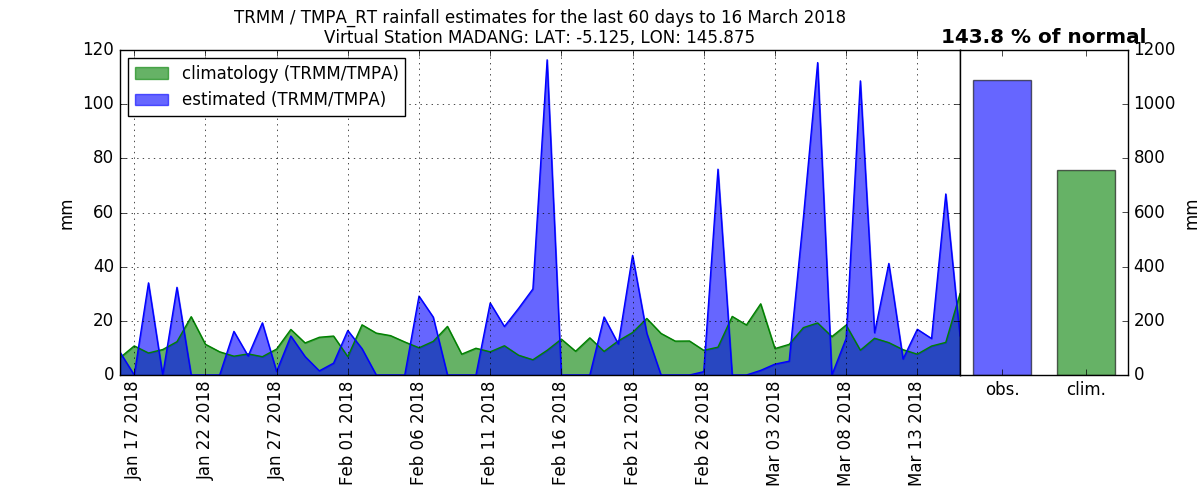 TRMM / TMPA_RT rainfall estimates for the last 60 days to 16 March 2018
Virtual Station MADANG: LAT: -5.125, LON: 145.875
143.8 % of normal
climatology (TRMM/TMPA)
estimated (TRMM/TMPA)
120
100
80
60
40
20
0
mm
1200
1000
800
600
400
200
0
mm
Jan 17 2018
Jan 22 2018
Jan 27 2018
Feb 01 2018
Feb 06 2018
Feb 11 2018
Feb 16 2018
Feb 21 2018
Feb 26 2018
Mar 03 2018
Mar 08 2018
Mar 13 2018
obs.
clim.